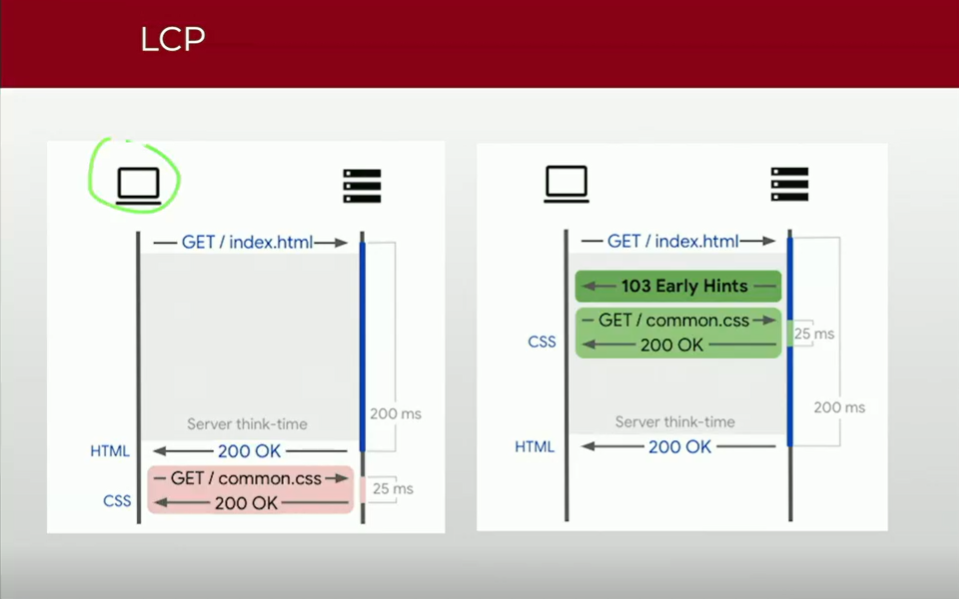 LCP
GET / index.html
Server think-time
200 ms
HTML
200 OK
GET / common.css
25 ms
CSS
200 OK
GET / index.html
103 Early Hints
GET / common.css
25 ms
CSS
200 OK
200 ms
Server think-time
HTML
200 OK